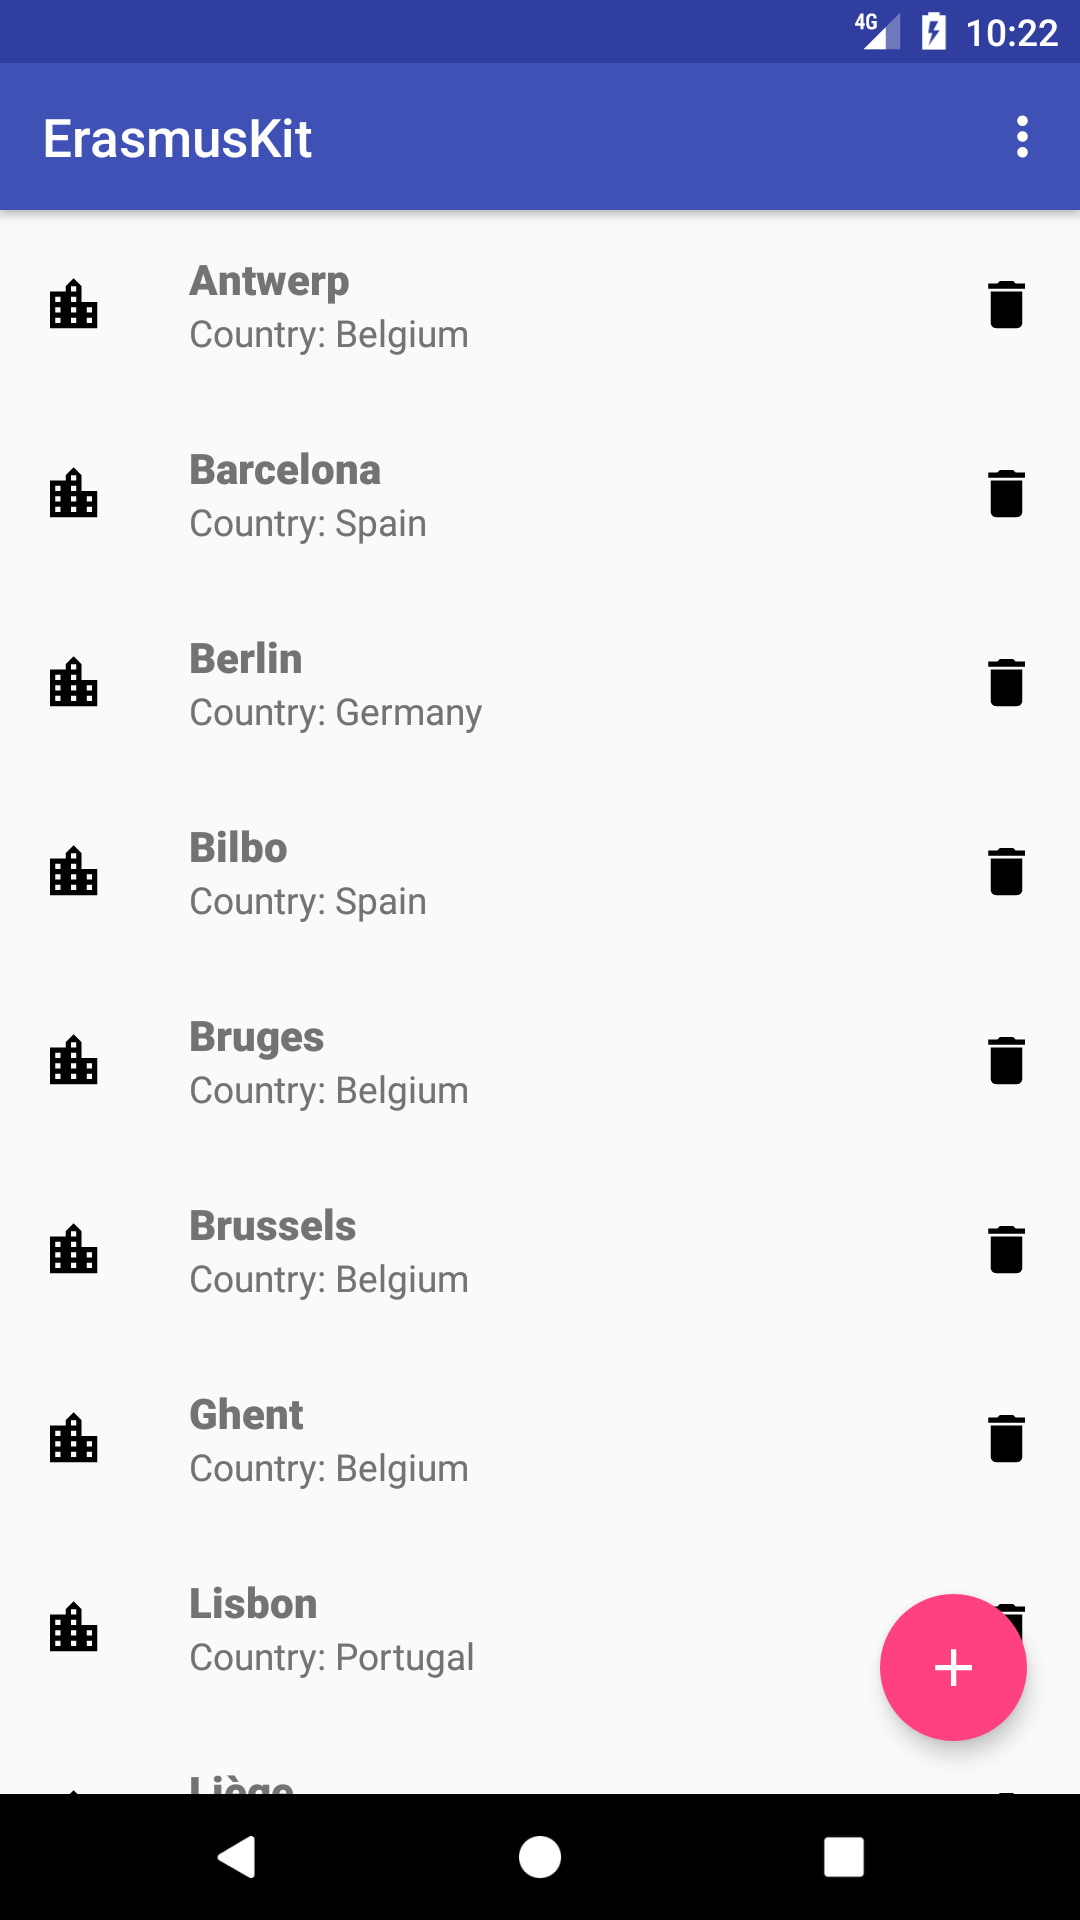 4G 10:22
ErasmusKit
Antwerp
Country: Belgium
Barcelona
Country: Spain
Berlin
Country: Germany
Bilbo
Country: Spain
Bruges
Country: Belgium
Brussels
Country: Belgium
Ghent
Country: Belgium
Lisbon
Country: Portugal
Liège